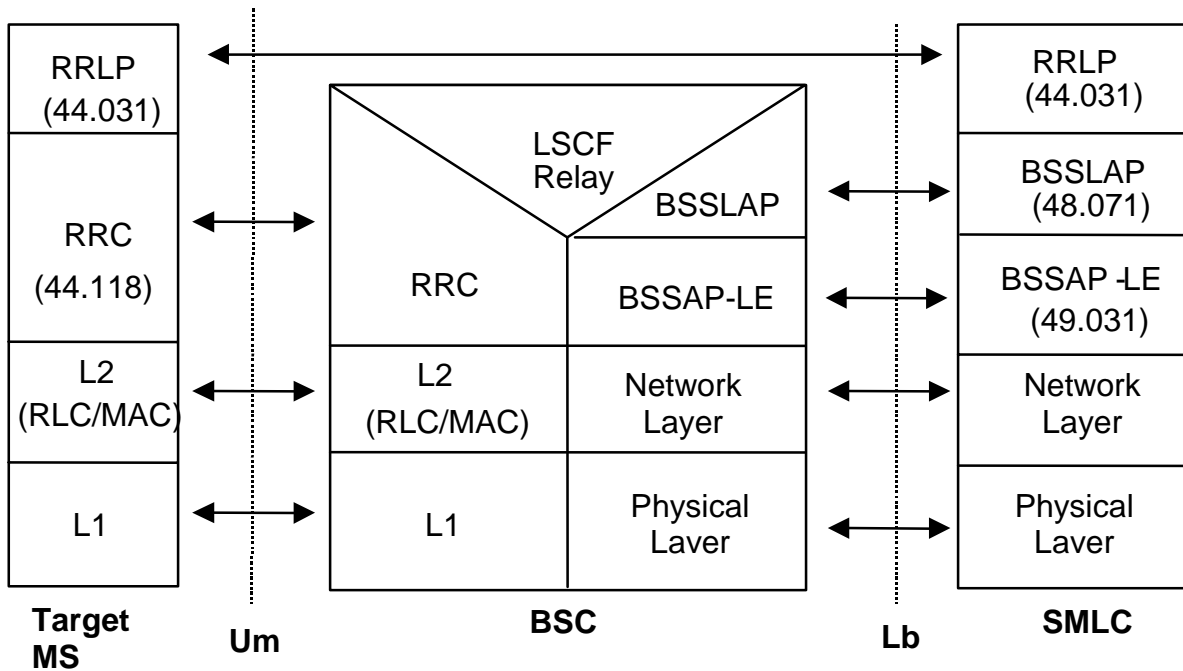 RRLP
(44.031)
RRC
(44.118)
L2
(RLC/MAC)
L1
Target
MS
Um
LSCF
Relay
BSSLAP
RRC
BSSAP-LE
L2
(RLC/MAC)
Network
Layer
L1
Physical
Laver
BSC
Lb
RRLP
(44.031)
BSSLAP
(48.071)
BSSAP -LE
(49.031)
Network
Layer
Physical
Laver
SMLC